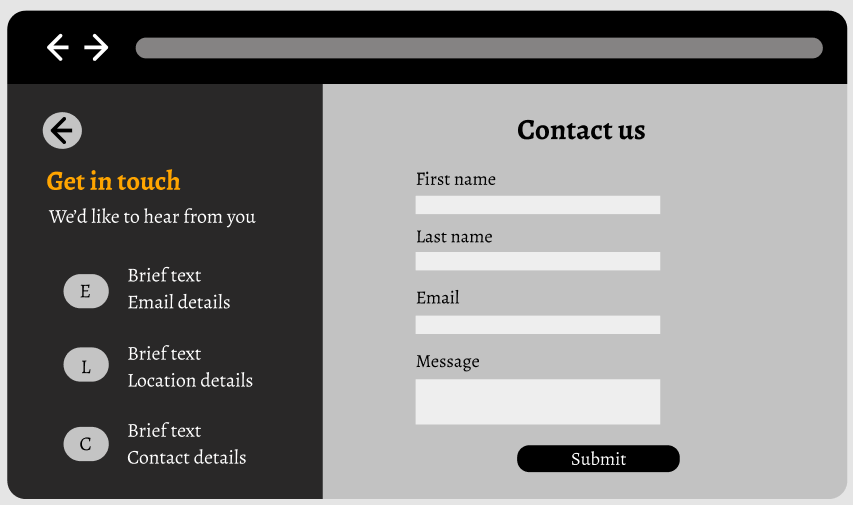 Get in touch
We'd like to hear from you
E
Brief text
Email details
L
Brief text
Location details
C
Brief text
Contact details
Contact us
First name
Last name
Email
Message
Submit